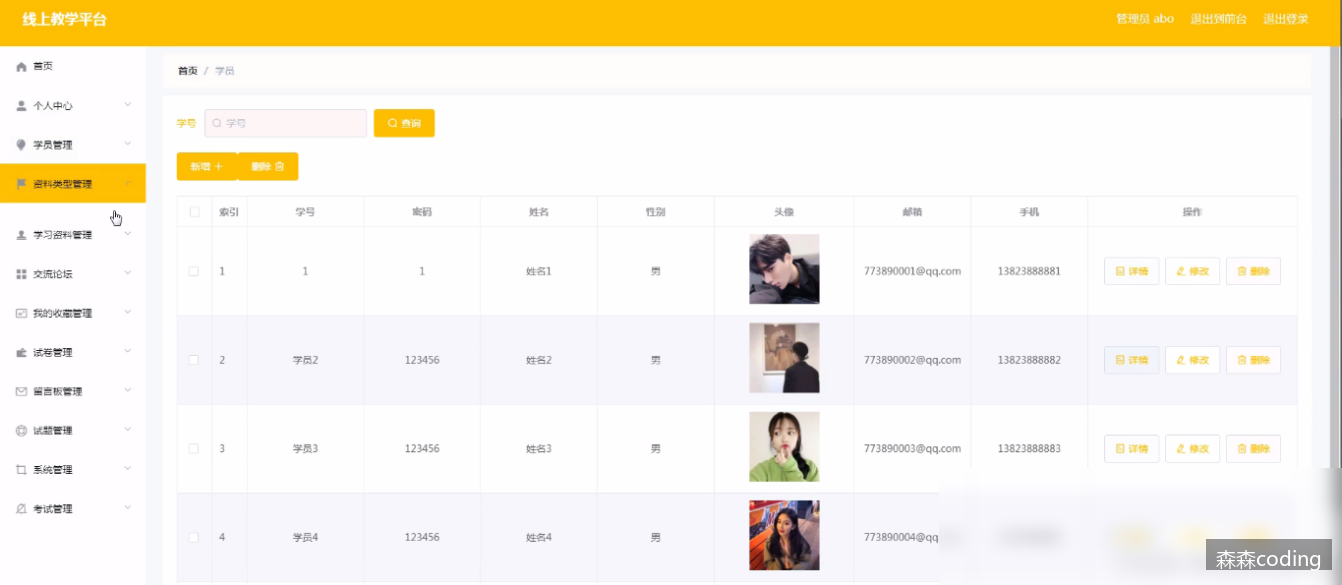 线上教学平台
管理员 abo 退出到前台 退出登录
首页
个人中心
学员管理
资料类型管理
学习资料管理
交流论坛
我的收藏管理
试卷管理
留言板管理
试题管理
系统管理
考试管理
首页 / 学员
学号 学号 查询
新增 删除
索引 学号 密码 姓名 性别 头像 邮箱 手机 操作
1 1 1 姓名1 男 773890001@qq.com 13823888881 详情 修改 删除
2 学员2 123456 姓名2 男 773890002@qq.com 13823888882 详情 修改 删除
3 学员3 123456 姓名3 男 773890003@qq.com 13823888883 详情 修改 删除
4 学员4 123456 姓名4 男 773890004@qq
森森coding